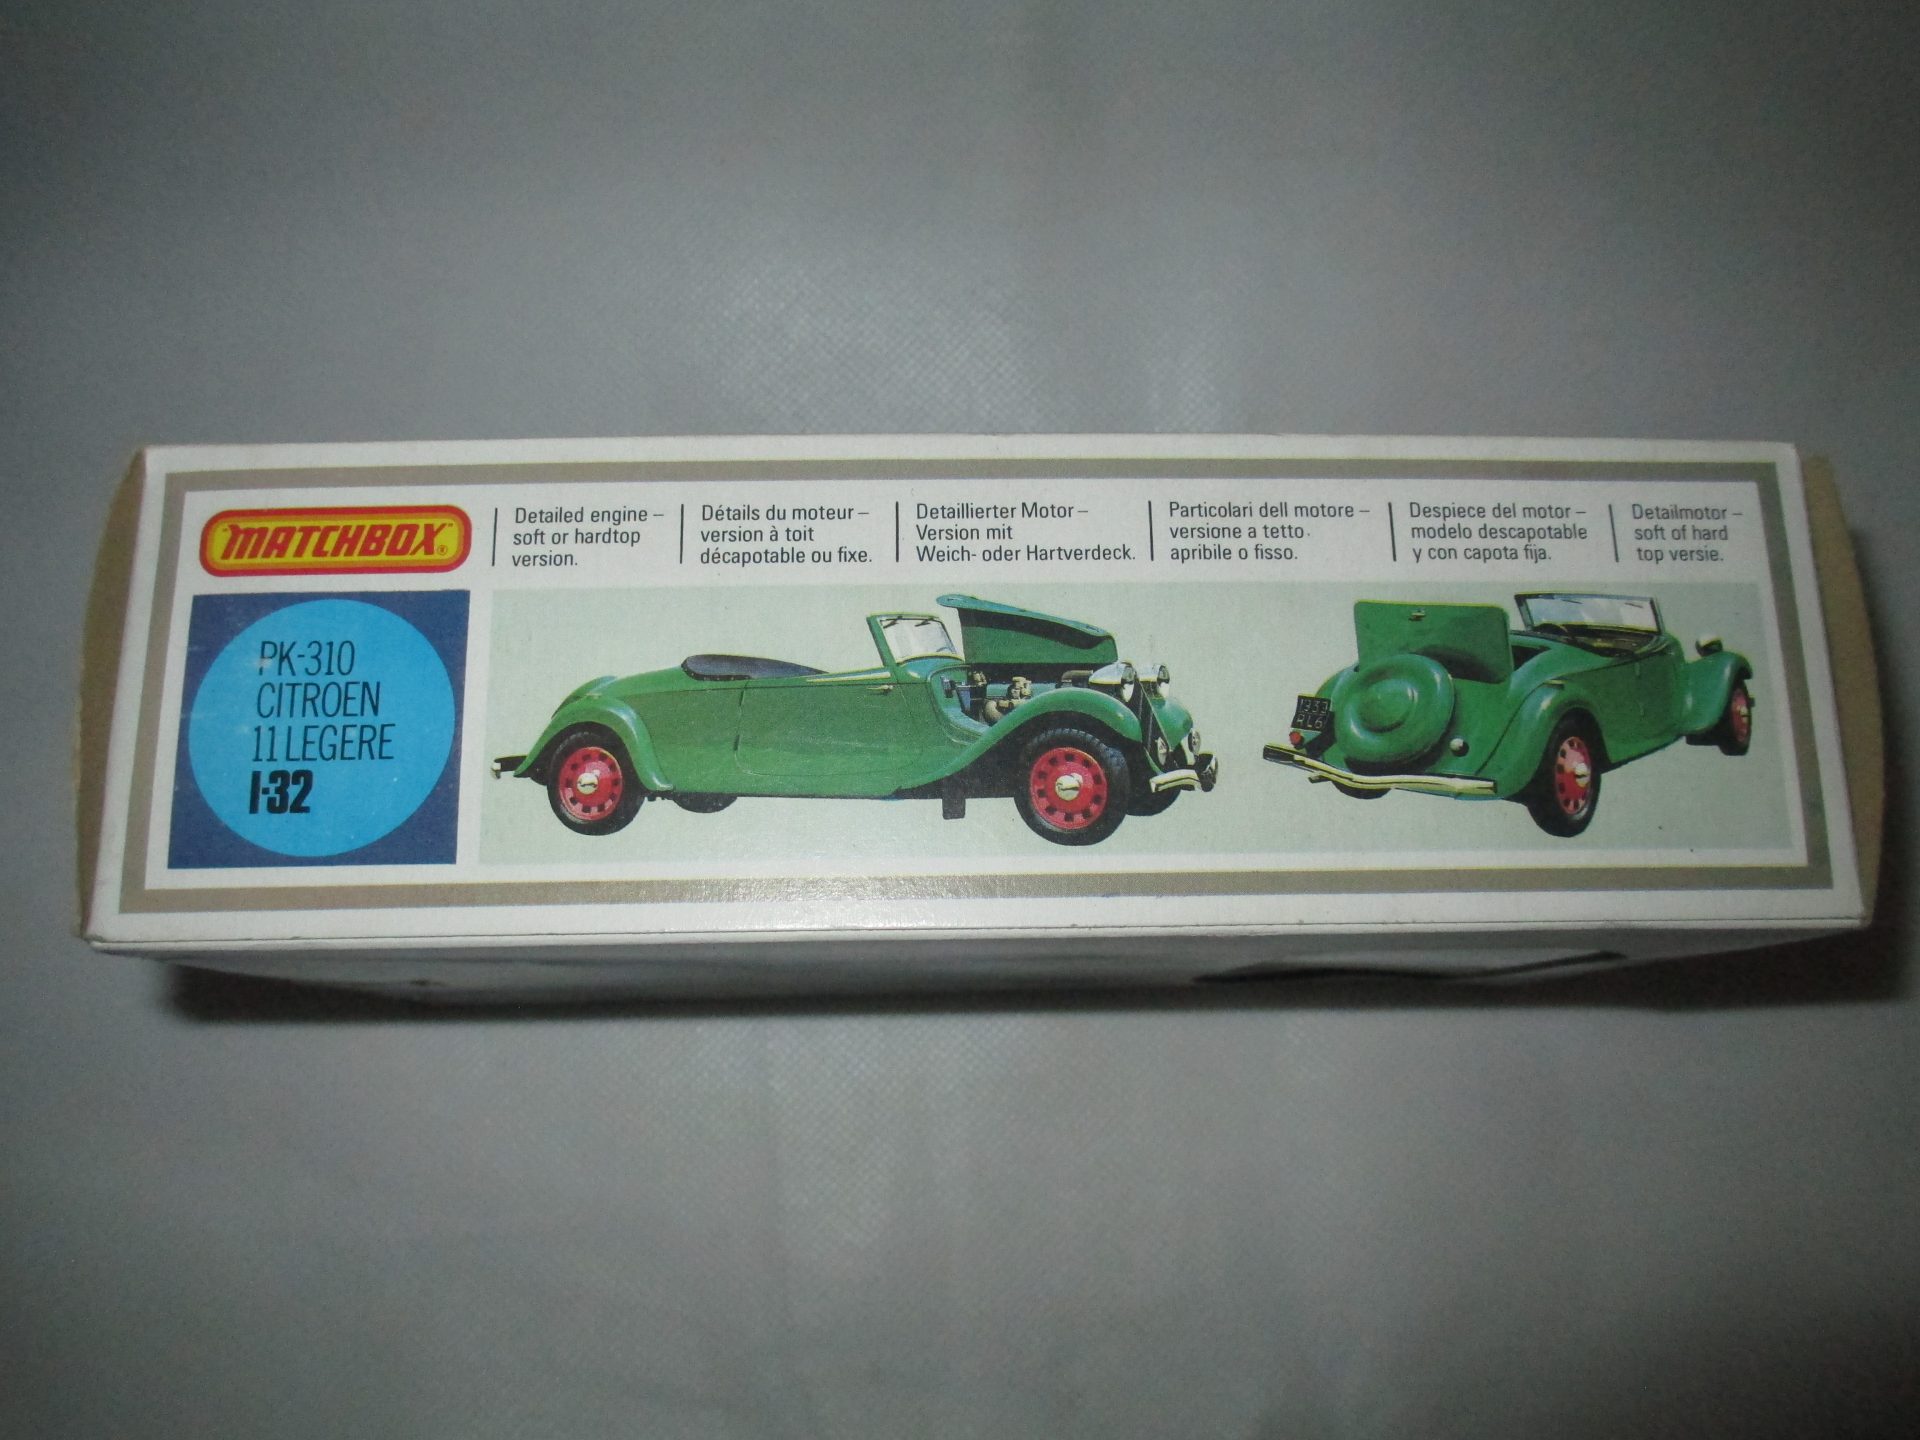 MATCHBOX®
Detailed engine –
soft or hardtop
version.
Détails du moteur –
version à toit
décapotable ou fixe.
Detaillierter Motor –
Version mit
Weich- oder Hartverdeck.
Particolari dell motore –
versione a tetto
apribile o fisso.
Despiece del motor –
modelo descapotable
y con capota fija.
Detailmotor –
soft of hard
top versie.
PK-310
CITROEN
11 LEGERE
1-32
1333
RL6